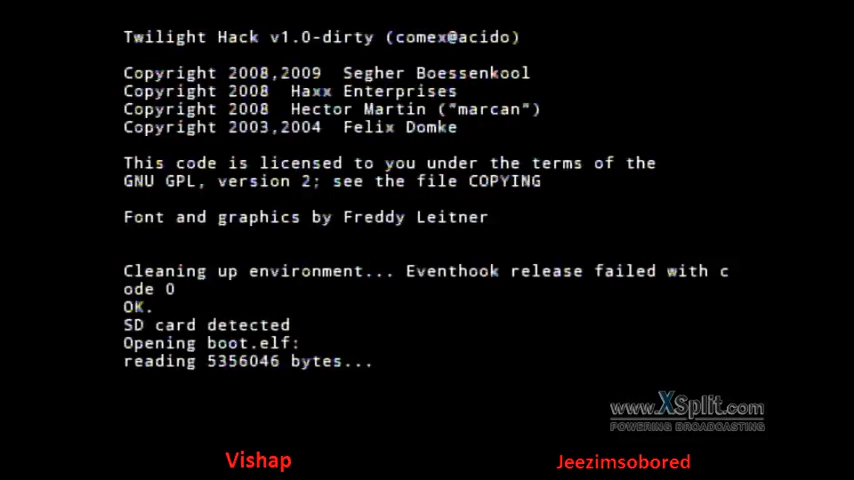 Twilight Hack v1.0-dirty (comex@acido)
Copyright 2008,2009  Segher Boessenkool
Copyright 2008  Haxx Enterprises
Copyright 2008  Hector Martin ("marcan")
Copyright 2003,2004  Felix Domke
This code is licensed to you under the terms of the
GNU GPL, version 2; see the file COPYING
Font and graphics by Freddy Leitner
Cleaning up environment... Eventhook release failed with c
ode 0
OK.
SD card detected
Opening boot.elf:
reading 5356046 bytes...
www.XSplit.com
POWERING BROADCASTING
Vishap
Jeezimsobored